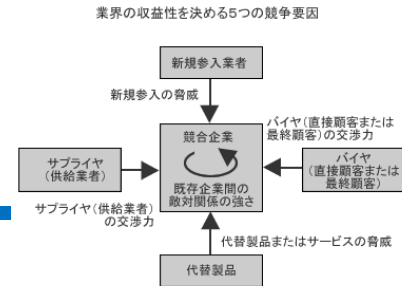 業界の収益性を決める5つの競争要因
新規参入業者
新規参入の脅威
バイヤ(直接顧客または
最終顧客)の交渉力
競合企業
サプライヤ
(供給業者)
バイヤ
(直接顧客または
最終顧客)
既存企業間の
敵対関係の強さ
サプライヤ(供給業者)
の交渉力
代替製品またはサービスの脅威
代替製品